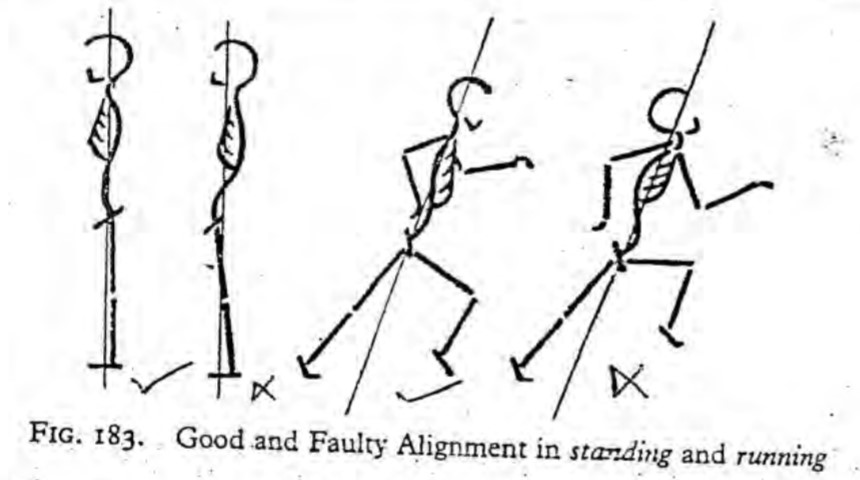 FIG. 183. Good and Faulty Alignment in standing and running